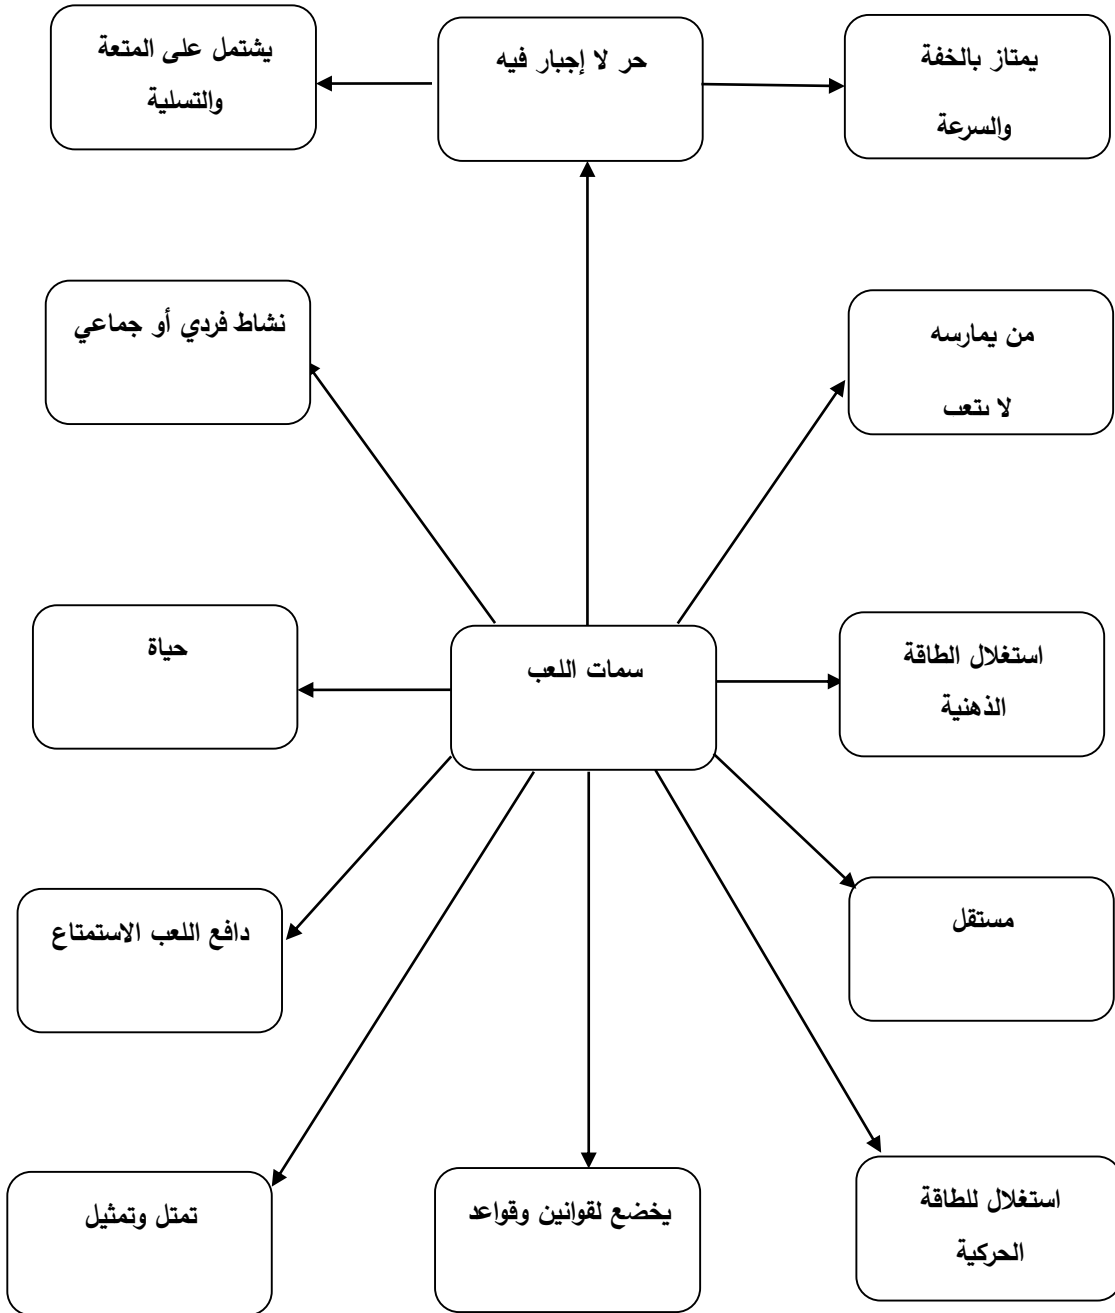 يمتاز بالخفة
والسرعة
حر لا إجبار فيه
يشتمل على المتعة
والتسلية
من يمارسه
لا يتعب
نشاط فردي أو جماعي
استغلال الطاقة
الذهنية
سمات اللعب
حياة
مستقل
دافع اللعب الاستمتاع
استغلال للطاقة
الحركية
يخضع لقوانين وقواعد
تمتل وتمثيل